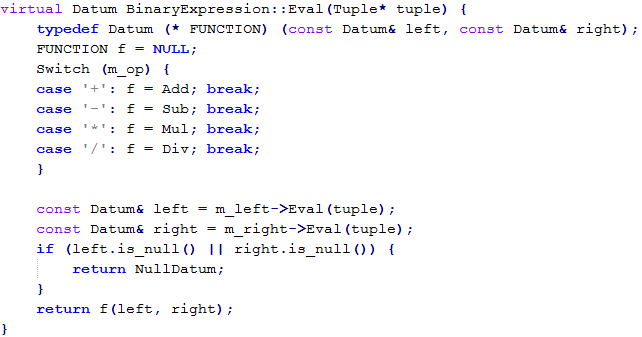 virtual Datum BinaryExpression::Eval(Tuple* tuple) {
    typedef Datum (* FUNCTION) (const Datum& left, const Datum& right);
    FUNCTION f = NULL;
    Switch (m_op) {
    case '+': f = Add; break;
    case '-': f = Sub; break;
    case '*': f = Mul; break;
    case '/': f = Div; break;
    }

    const Datum& left = m_left->Eval(tuple);
    const Datum& right = m_right->Eval(tuple);
    if (left.is_null() || right.is_null()) {
        return NullDatum;
    }
    return f(left, right);
}